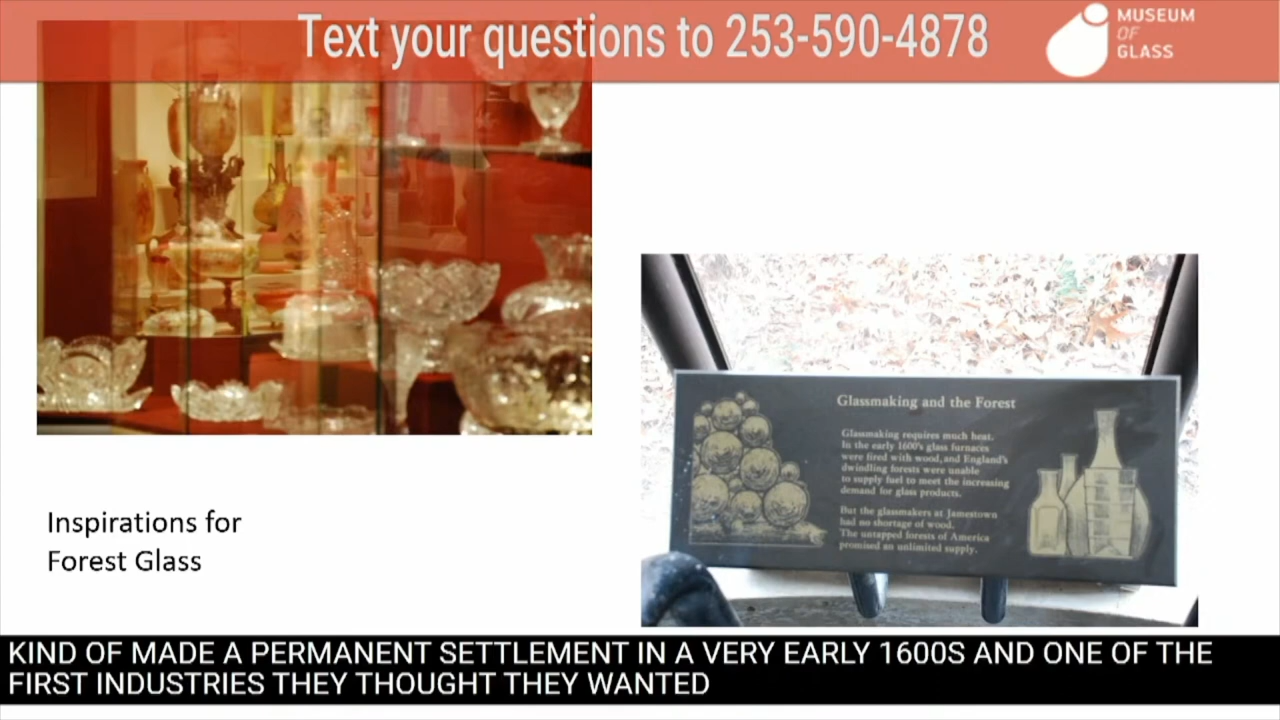 Text your questions to 253-590-4878
MUSEUM
OF
GLASS
Glassmaking and the Forest
Glassmaking requires much heat.
In the early 1600's glass furnaces
were fired with wood, and England's
dwindling forests were unable
to supply fuel to meet the increasing
demand for glass products.
But the glassmakers at Jamestown
had no shortage of wood.
The untapped forests of America
promised an unlimited supply.
Inspirations for
Forest Glass
KIND OF MADE A PERMANENT SETTLEMENT IN A VERY EARLY 1600S AND ONE OF THE
FIRST INDUSTRIES THEY THOUGHT THEY WANTED